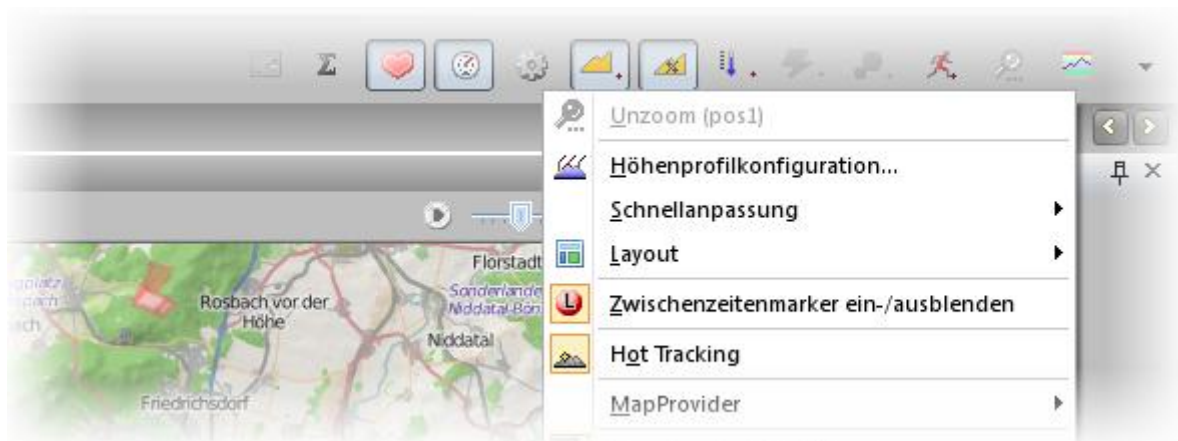 Σ
Unzoom (pos1)
Höhenprofilkonfiguration...
Schnellanpassung
Layout
L
Zwischenzeitenmarker ein-/ausblenden
Hot Tracking
MapProvider
Florstadt
Rosbach vor der
Höhe
Niddatal
Friedrichsdorf